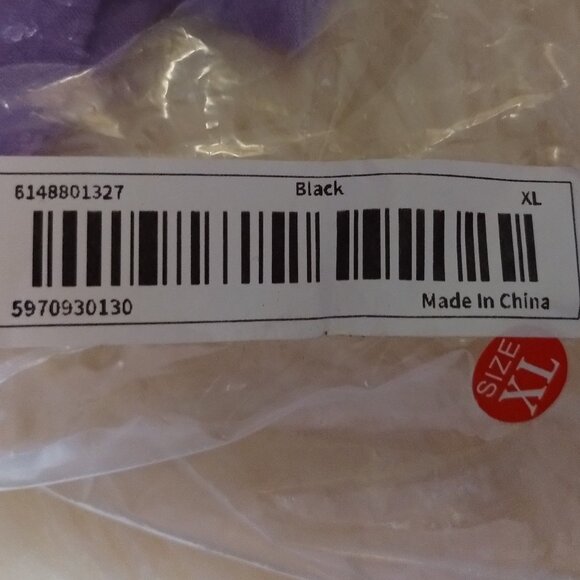 6148801327 Black XL
5970930130 Made In China
SIZE
XL